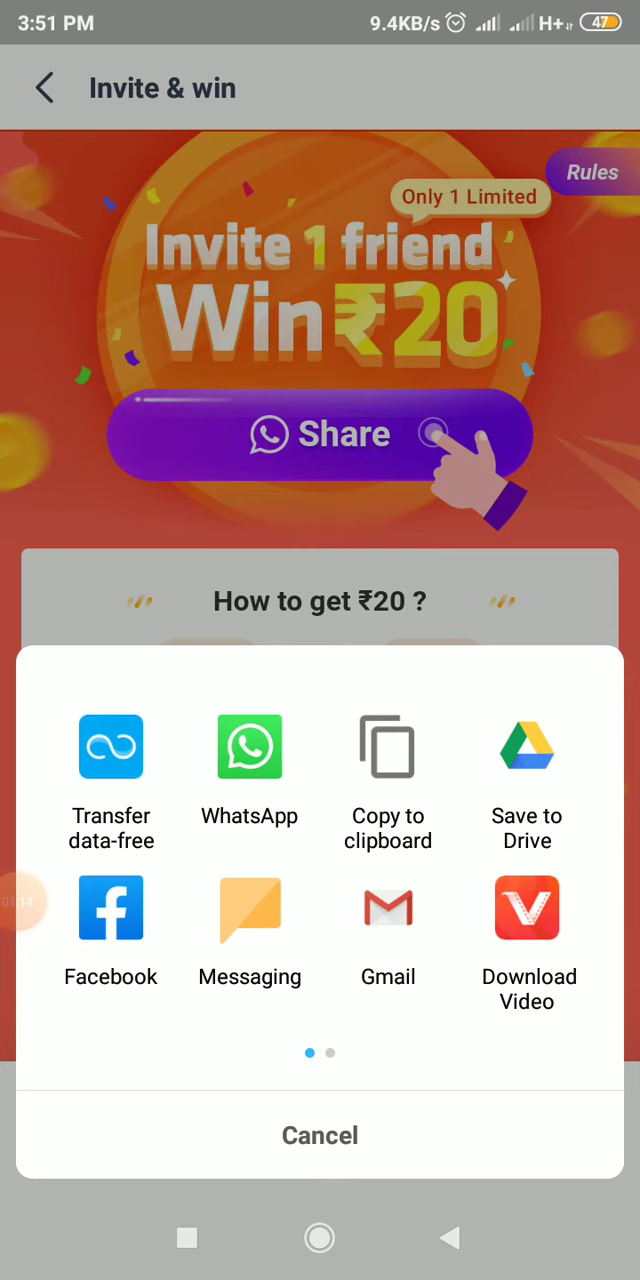 3:51 PM
9.4KB/s H+ 47
Invite & win
Rules
Only 1 Limited
Invite 1 friend
Win ₹20
Share
How to get ₹20 ?
Transfer data-free
WhatsApp
Copy to clipboard
Save to Drive
01:14
Facebook
Messaging
Gmail
Download Video
Cancel